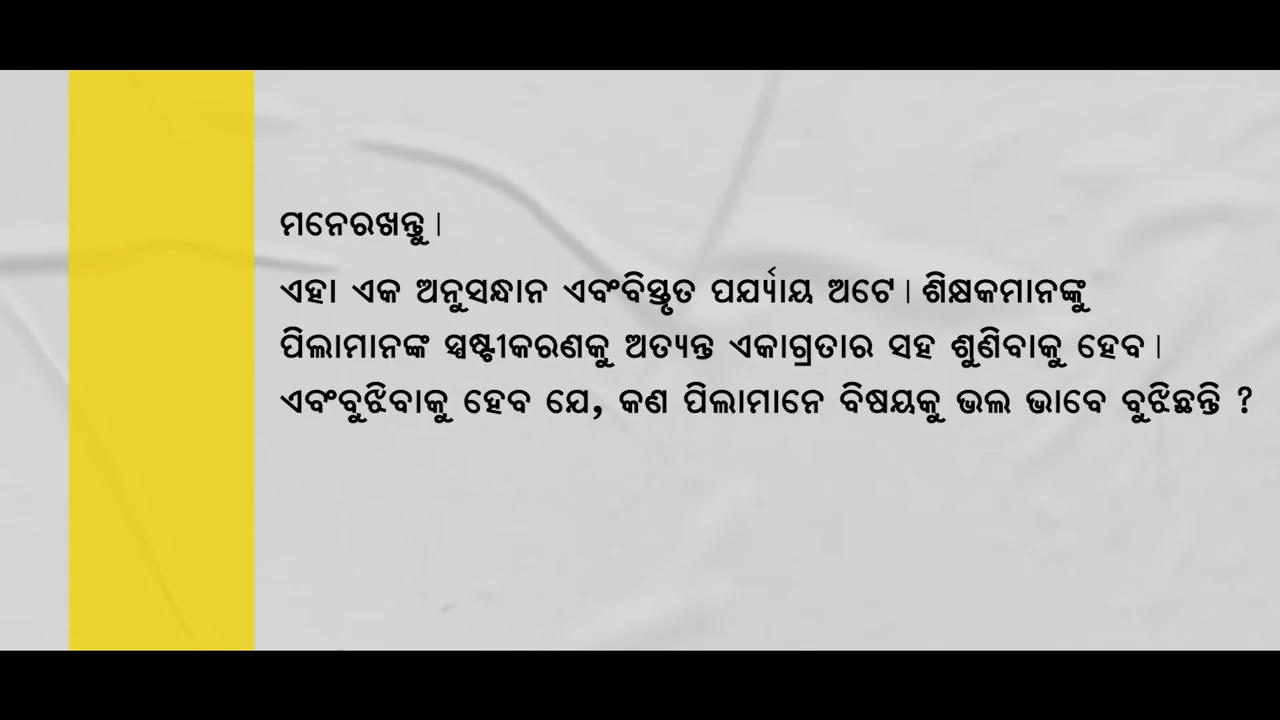 ମନେରଖନ୍ତୁ।
ଏହା ଏକ ଅନୁସନ୍ଧାନ ଏବଂବିସ୍ତୃତ ପର୍ଯ୍ୟାୟ ଅଟେ। ଶିକ୍ଷକମାନଙ୍କୁ
ପିଲାମାନଙ୍କ ସ୍ପଷ୍ଟୀକରଣକୁ ଅତ୍ୟନ୍ତ ଏକାଗ୍ରତାର ସହ ଶୁଣିବାକୁ ହେବ।
ଏବଂବୁଝିବାକୁ ହେବ ଯେ, କଣ ପିଲାମାନେ ବିଷୟକୁ ଭଲ ଭାବେ ବୁଝିଛନ୍ତି ?